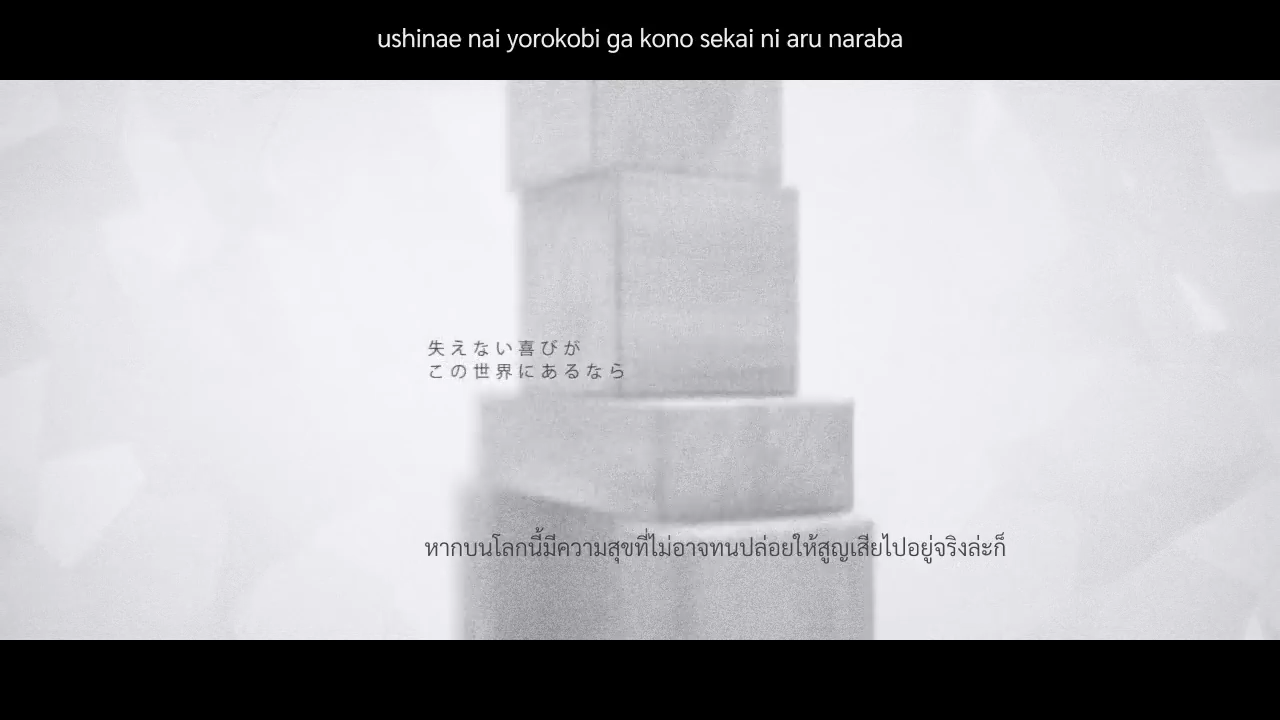 ushinae nai yorokobi ga kono sekai ni aru naraba
失えない喜びが
この世界にあるなら
หากบนโลกนี้มีความสุขที่ไม่อาจทนปล่อยให้สูญเสียไปอยู่จริงล่ะก็